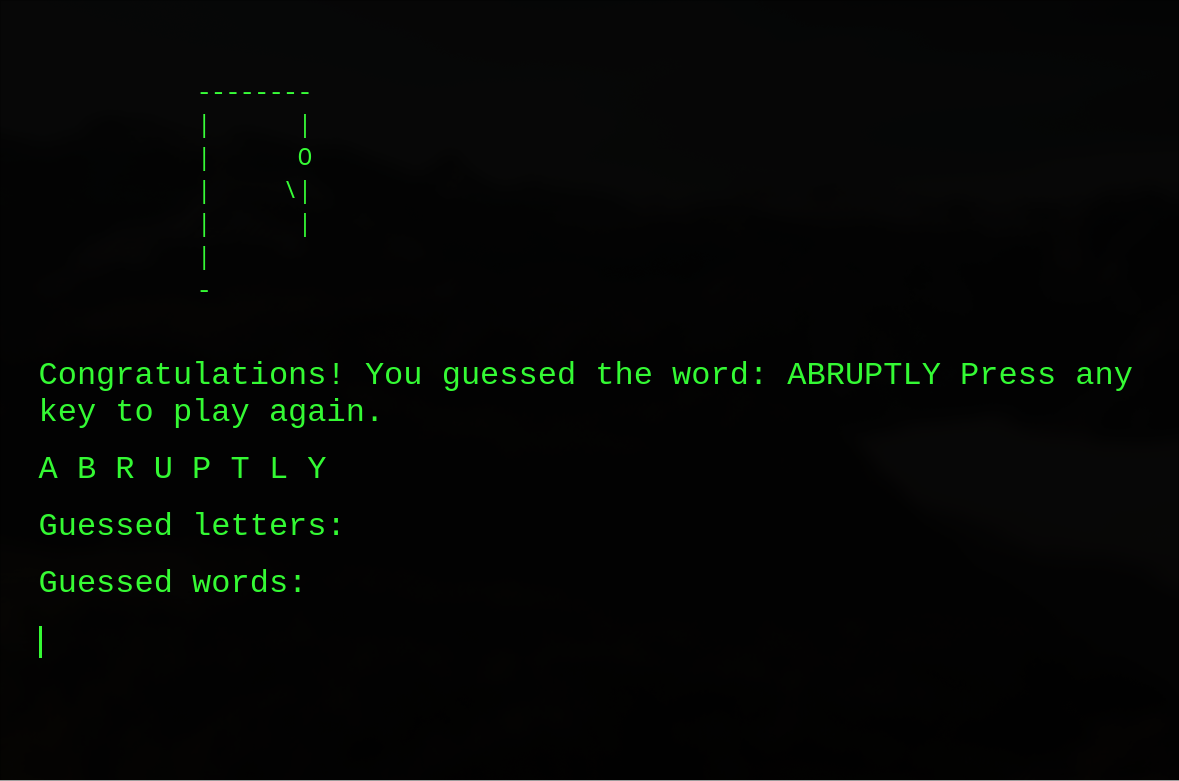 --------
|      |
|      O
|     \|
|      |
|
-
Congratulations! You guessed the word: ABRUPTLY Press any
key to play again.
A B R U P T L Y
Guessed letters:
Guessed words: